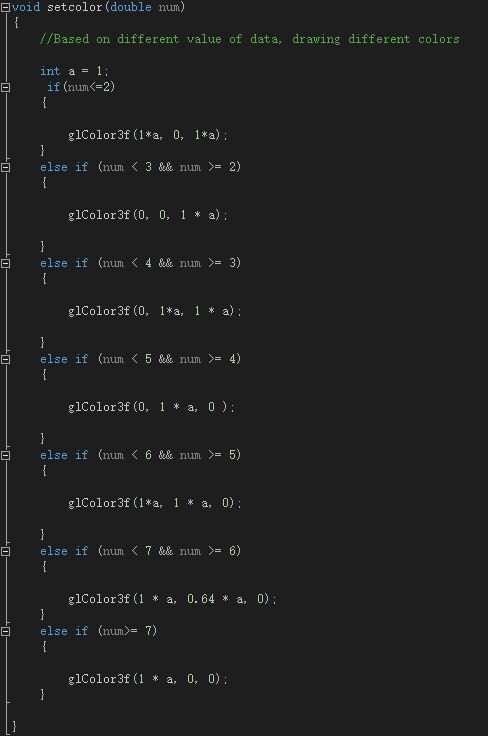 void setcolor(double num)
{
//Based on different value of data, drawing different colors
int a = 1;
if(num<=2)
{
glColor3f(1*a, 0, 1*a);
}
else if (num < 3 && num >= 2)
{
glColor3f(0, 0, 1 * a);
}
else if (num < 4 && num >= 3)
{
glColor3f(0, 1*a, 1 * a);
}
else if (num < 5 && num >= 4)
{
glColor3f(0, 1 * a, 0 );
}
else if (num < 6 && num >= 5)
{
glColor3f(1*a, 1 * a, 0);
}
else if (num < 7 && num >= 6)
{
glColor3f(1 * a, 0.64 * a, 0);
}
else if (num>= 7)
{
glColor3f(1 * a, 0, 0);
}
}